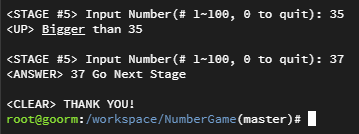 <STAGE #5> Input Number(# 1~100, 0 to quit): 35
<UP> Bigger than 35
<STAGE #5> Input Number(# 1~100, 0 to quit): 37
<ANSWER> 37 Go Next Stage
<CLEAR> THANK YOU!
root@goorm:/workspace/NumberGame(master)#